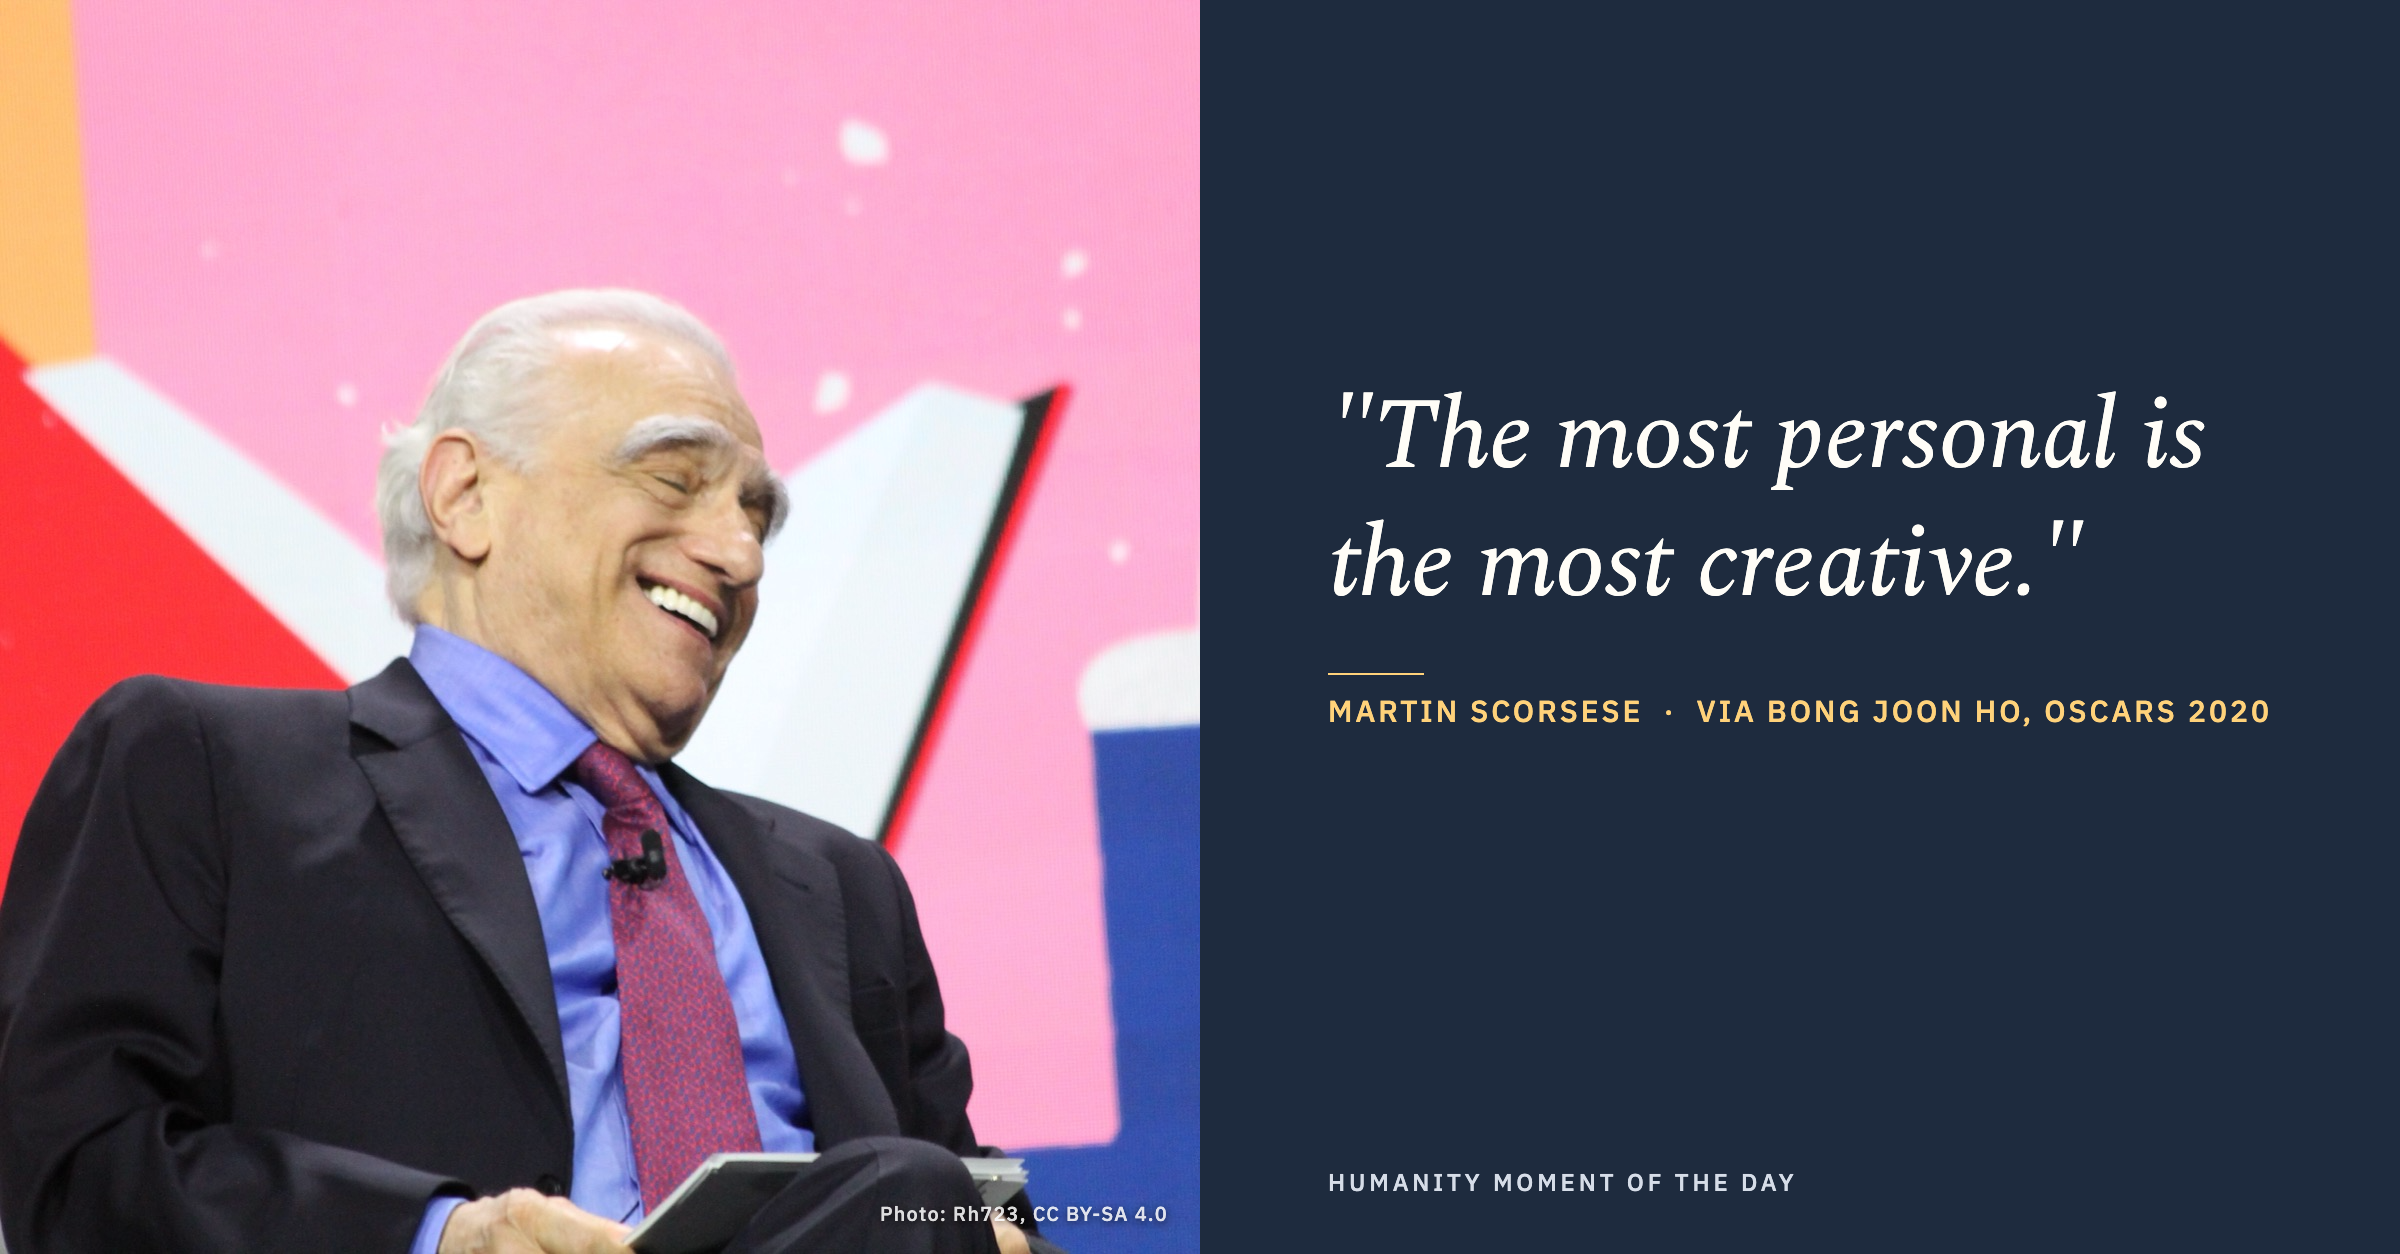 "The most personal is
the most creative."
MARTIN SCORSESE · VIA BONG JOON HO, OSCARS 2020
HUMANITY MOMENT OF THE DAY
Photo: Rh723, CC BY-SA 4.0